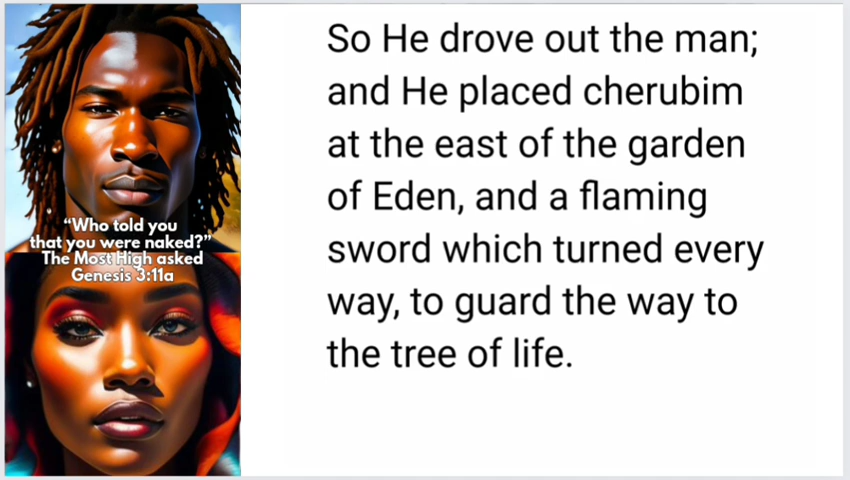 “Who told you
that you were naked?”
The Most High asked
Genesis 3:11a
So He drove out the man;
and He placed cherubim
at the east of the garden
of Eden, and a flaming
sword which turned every
way, to guard the way to
the tree of life.